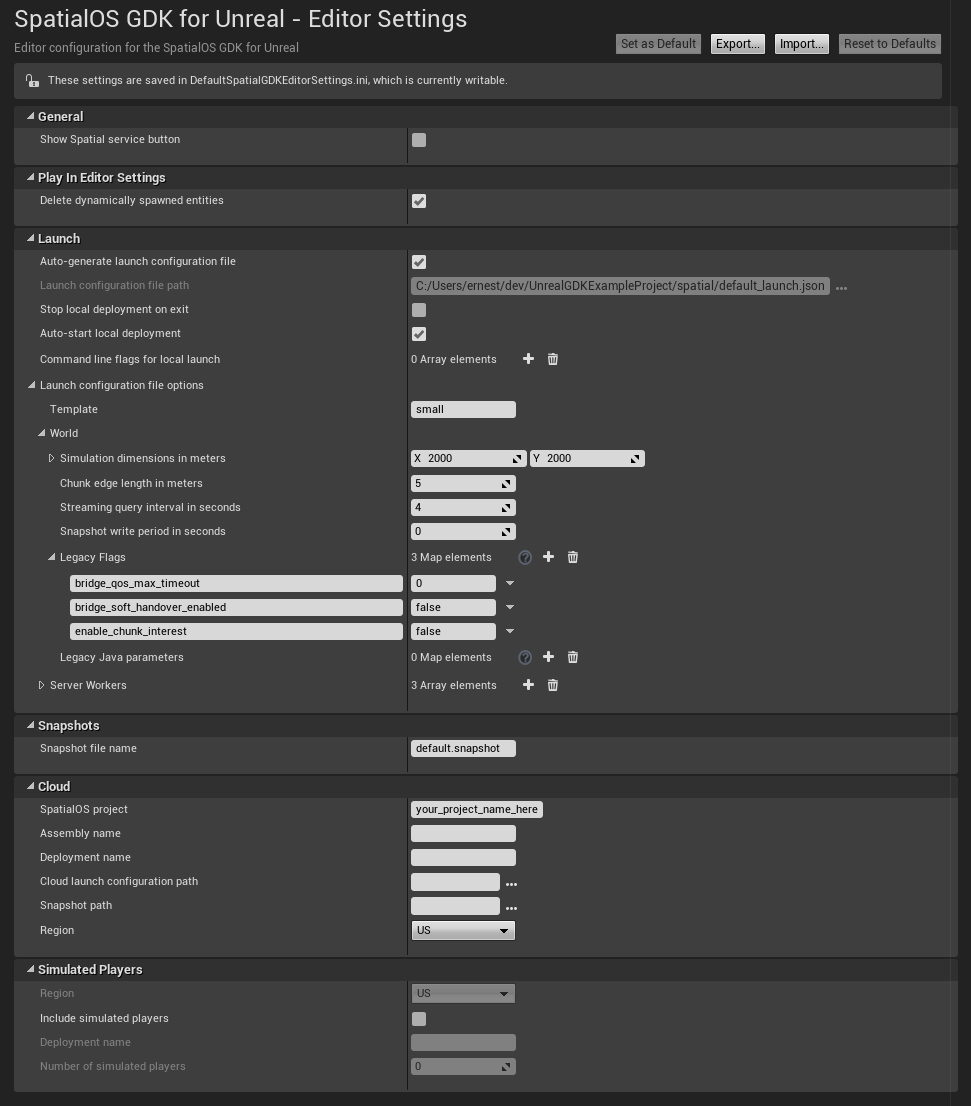 SpatialOS GDK for Unreal - Editor Settings
Editor configuration for the SpatialOS GDK for Unreal
Set as Default Export... Import... Reset to Defaults
These settings are saved in DefaultSpatialGDKEditorSettings.ini, which is currently writable.
General
Show Spatial service button
Play In Editor Settings
Delete dynamically spawned entities
Launch
Auto-generate launch configuration file
Launch configuration file path C:/Users/ernest/dev/UnrealGDKExampleProject/spatial/default_launch.json ...
Stop local deployment on exit
Auto-start local deployment
Command line flags for local launch 0 Array elements
Launch configuration file options
Template small
World
Simulation dimensions in meters X 2000 Y 2000
Chunk edge length in meters 5
Streaming query interval in seconds 4
Snapshot write period in seconds 0
Legacy Flags 3 Map elements ?
bridge_qos_max_timeout 0
bridge_soft_handover_enabled false
enable_chunk_interest false
Legacy Java parameters 0 Map elements ?
Server Workers 3 Array elements
Snapshots
Snapshot file name default.snapshot
Cloud
SpatialOS project your_project_name_here
Assembly name
Deployment name
Cloud launch configuration path ...
Snapshot path ...
Region US
Simulated Players
Region US
Include simulated players
Deployment name
Number of simulated players 0